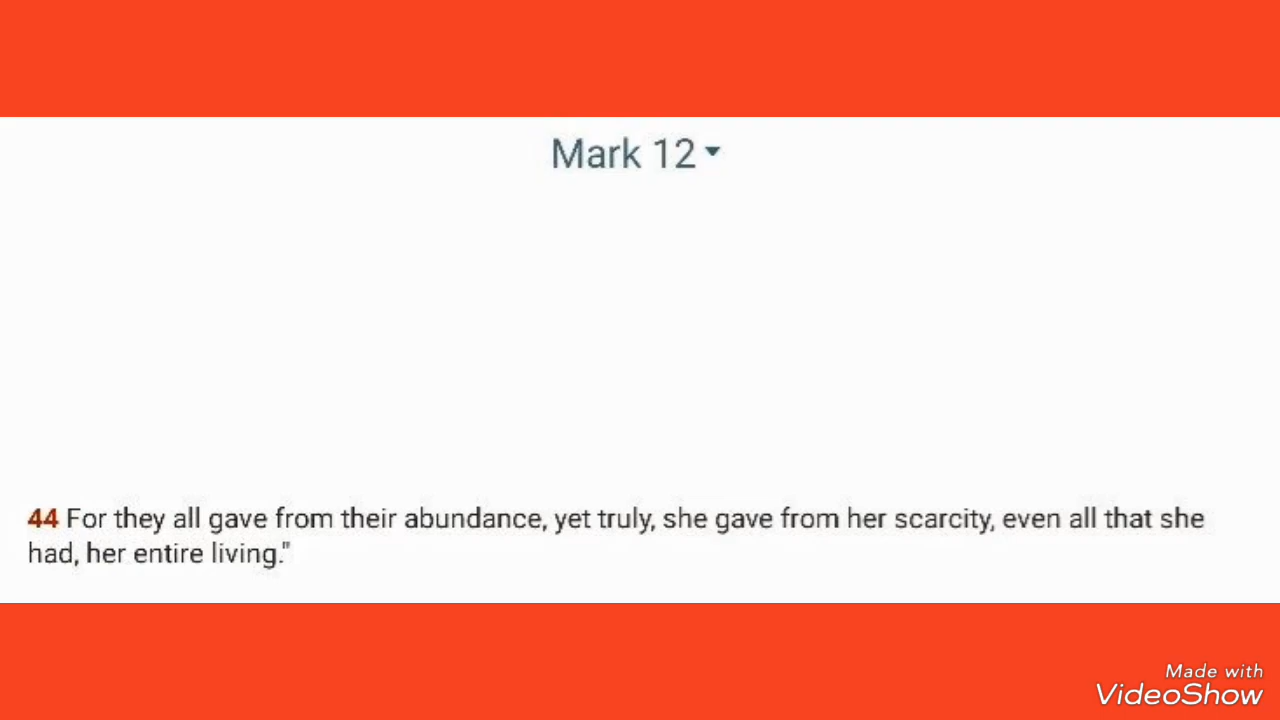 Mark 12
44 For they all gave from their abundance, yet truly, she gave from her scarcity, even all that she
had, her entire living."
Made with
VideoShow